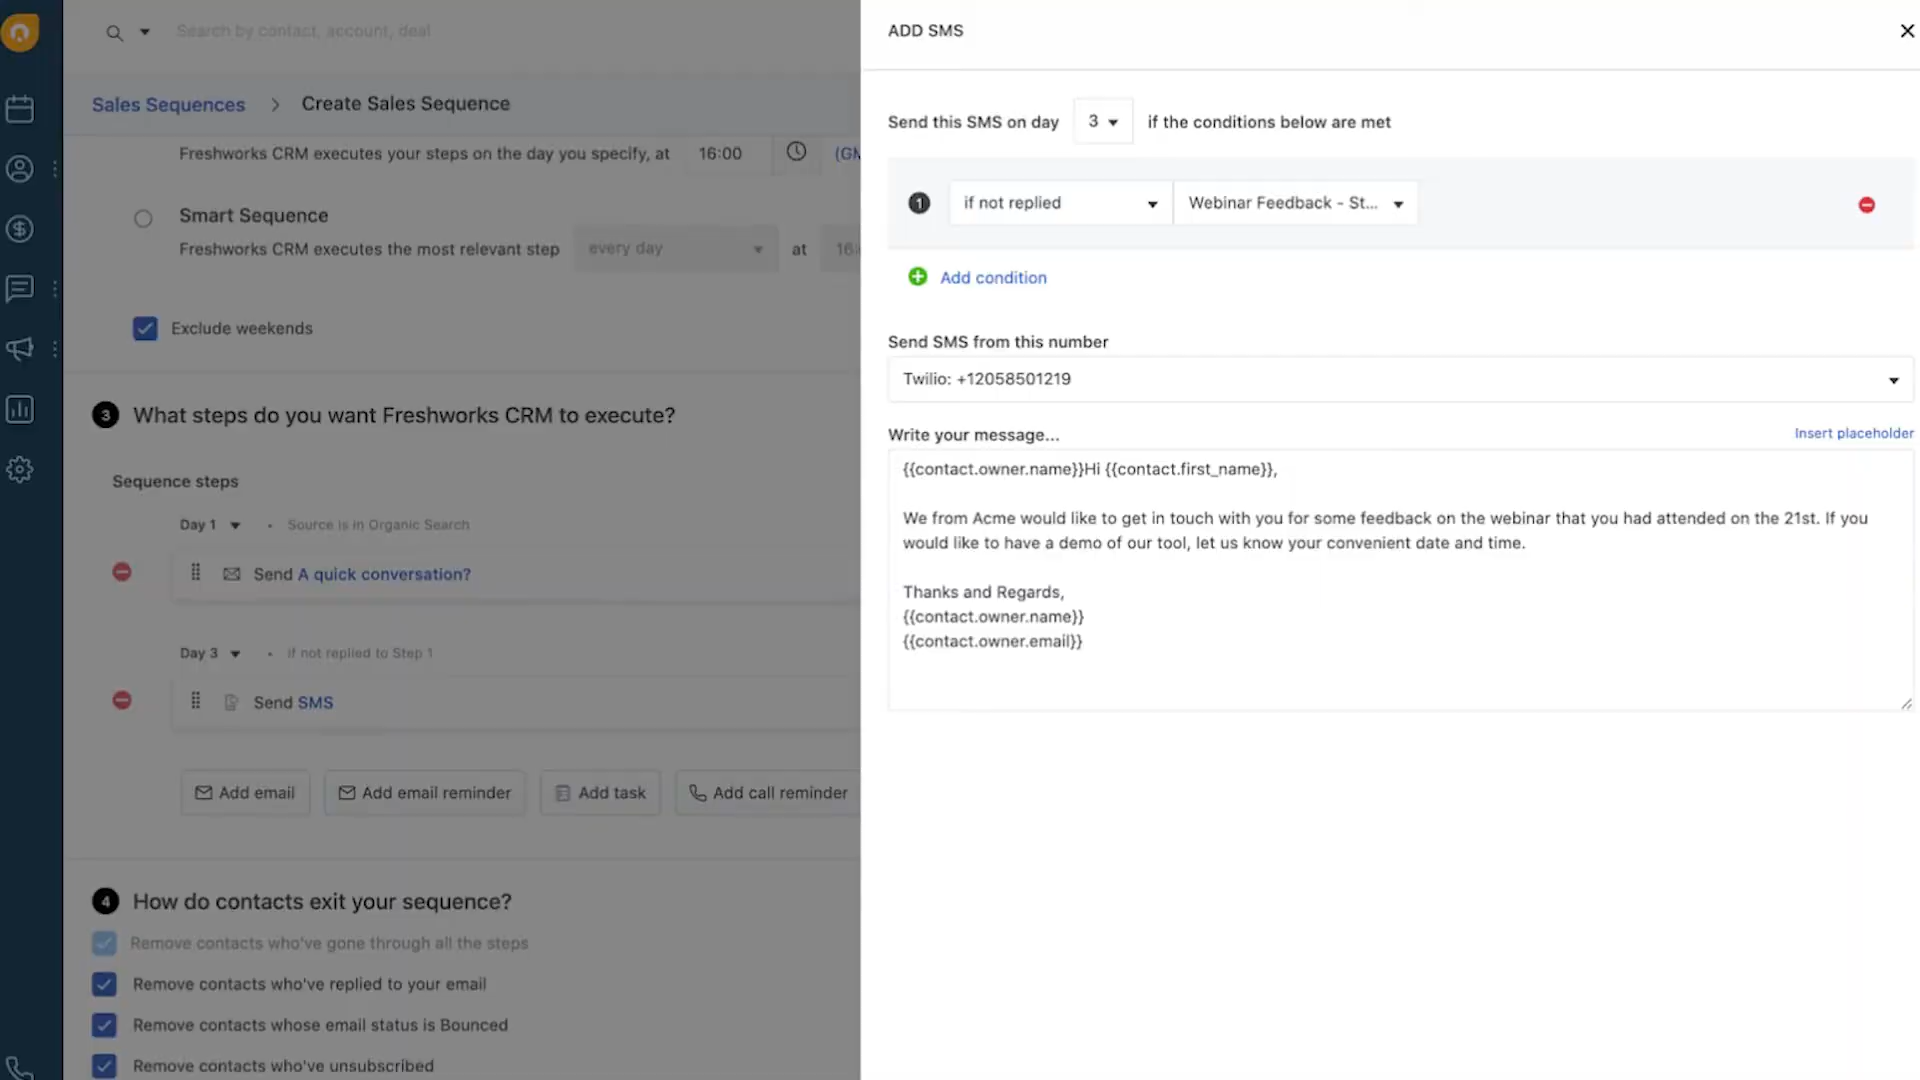 Search by contact, account, deal
Sales Sequences > Create Sales Sequence
Freshworks CRM executes your steps on the day you specify, at 16:00 (GM
Smart Sequence
Freshworks CRM executes the most relevant step every day at 16:
Exclude weekends
3 What steps do you want Freshworks CRM to execute?
Sequence steps
Day 1 • Source is in Organic Search
Send A quick conversation?
Day 3 • If not replied to Step 1
Send SMS
Add email Add email reminder Add task Add call reminder
4 How do contacts exit your sequence?
Remove contacts who've gone through all the steps
Remove contacts who've replied to your email
Remove contacts whose email status is Bounced
Remove contacts who've unsubscribed
ADD SMS
Send this SMS on day 3 if the conditions below are met
1 if not replied Webinar Feedback - St...
Add condition
Send SMS from this number
Twilio: +12058501219
Write your message...
Insert placeholder
{{contact.owner.name}}Hi {{contact.first_name}},
We from Acme would like to get in touch with you for some feedback on the webinar that you had attended on the 21st. If you
would like to have a demo of our tool, let us know your convenient date and time.
Thanks and Regards,
{{contact.owner.name}}
{{contact.owner.email}}